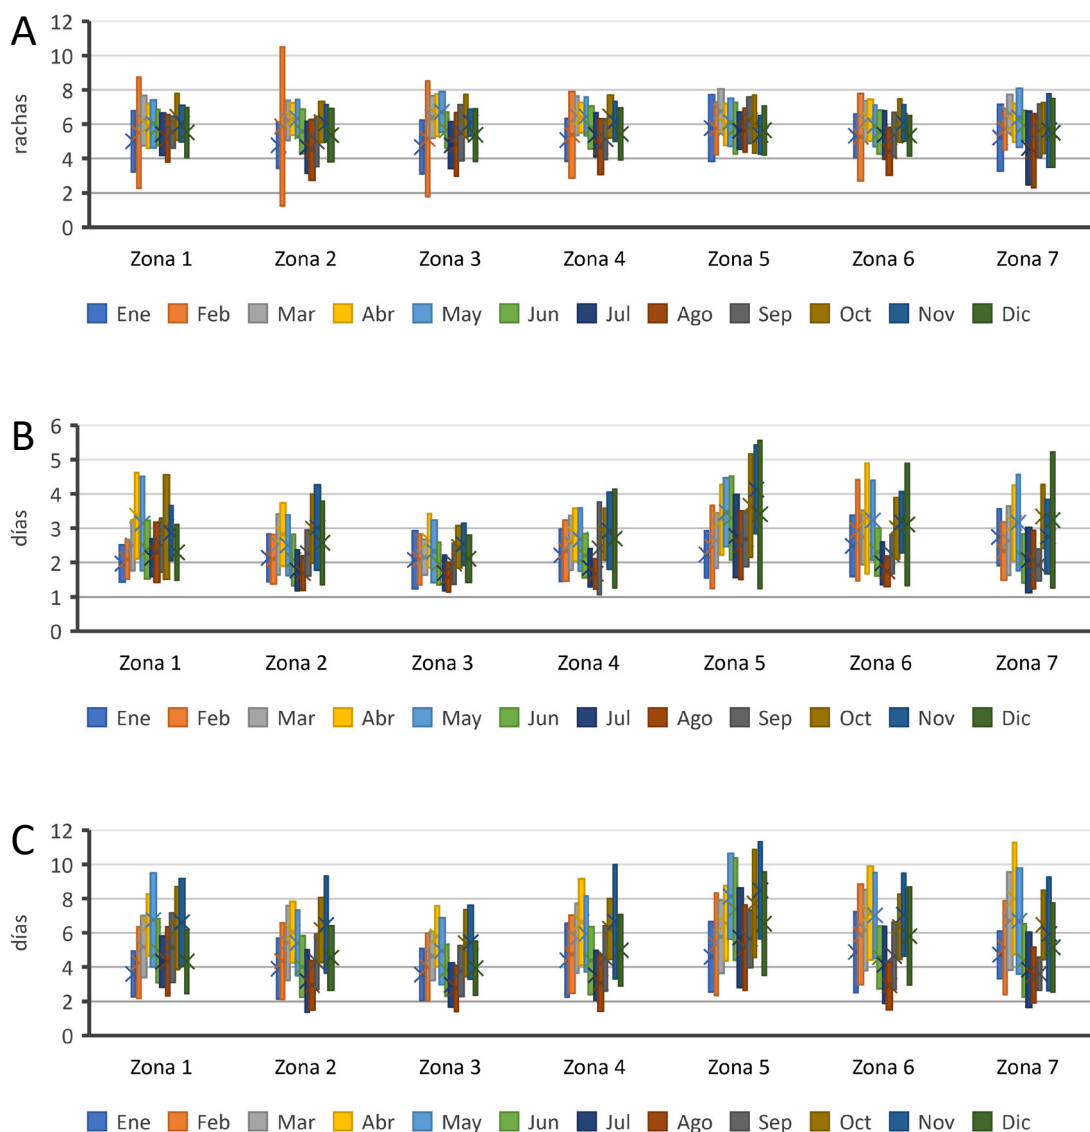 A
12
10
8
6
4
2
0
rachas
Zona 1 Zona 2 Zona 3 Zona 4 Zona 5 Zona 6 Zona 7
Ene Feb Mar Abr May Jun Jul Ago Sep Oct Nov Dic
B
6
5
4
3
2
1
0
días
Zona 1 Zona 2 Zona 3 Zona 4 Zona 5 Zona 6 Zona 7
Ene Feb Mar Abr May Jun Jul Ago Sep Oct Nov Dic
C
12
10
8
6
4
2
0
días
Zona 1 Zona 2 Zona 3 Zona 4 Zona 5 Zona 6 Zona 7
Ene Feb Mar Abr May Jun Jul Ago Sep Oct Nov Dic